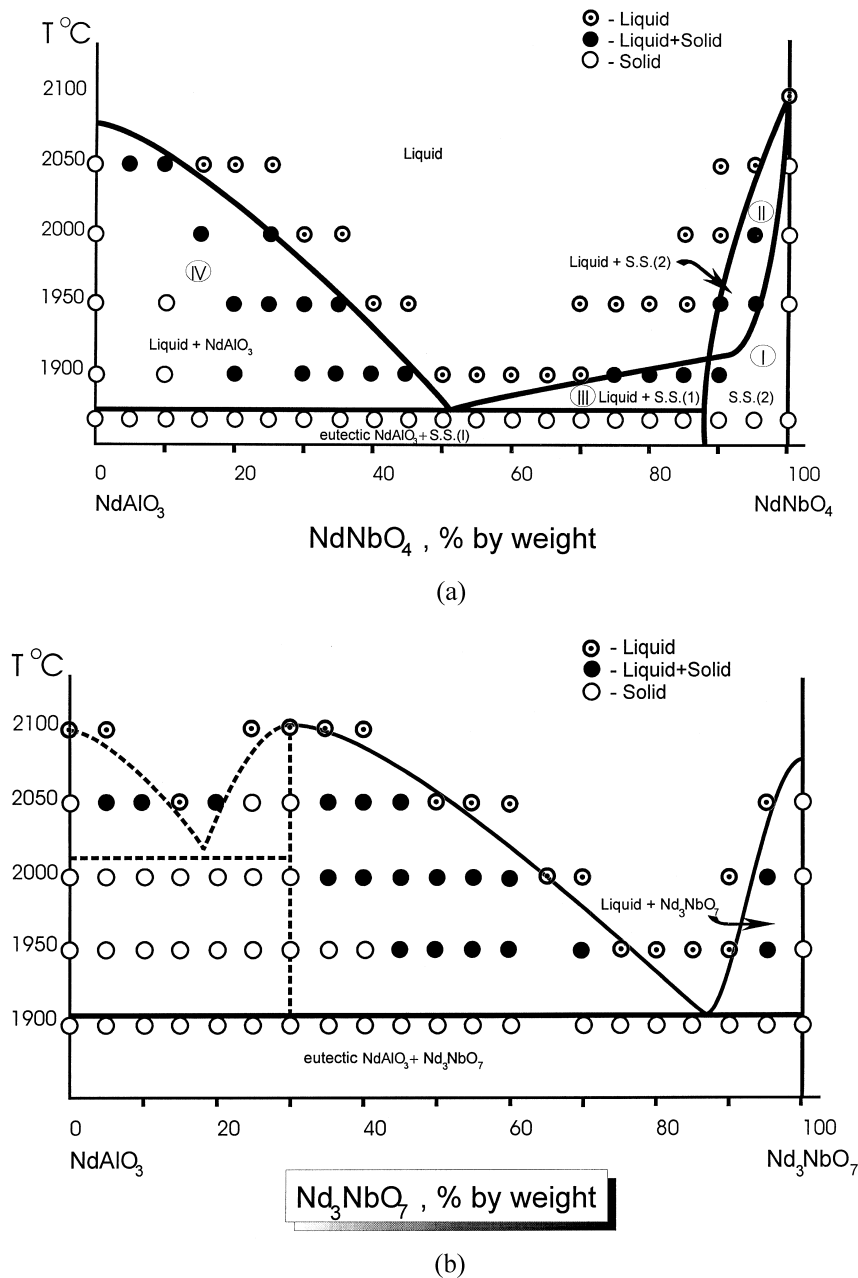 T °C
⊙ - Liquid
● - Liquid+Solid
○ - Solid
2100
2050
2000
1950
1900
Liquid
II
Liquid + S.S.(2)
IV
Liquid + NdAlO₃
I
III Liquid + S.S.(1) S.S.(2)
eutectic NdAlO₃+ S.S.(I)
0 20 40 60 80 100
NdAlO₃ NdNbO₄
NdNbO₄ , % by weight
(a)
T °C
⊙ - Liquid
● - Liquid+Solid
○ - Solid
2100
2050
2000
1950
1900
Liquid + Nd₃NbO₇
eutectic NdAlO₃+ Nd₃NbO₇
0 20 40 60 80 100
NdAlO₃ Nd₃NbO₇
Nd₃NbO₇ , % by weight
(b)